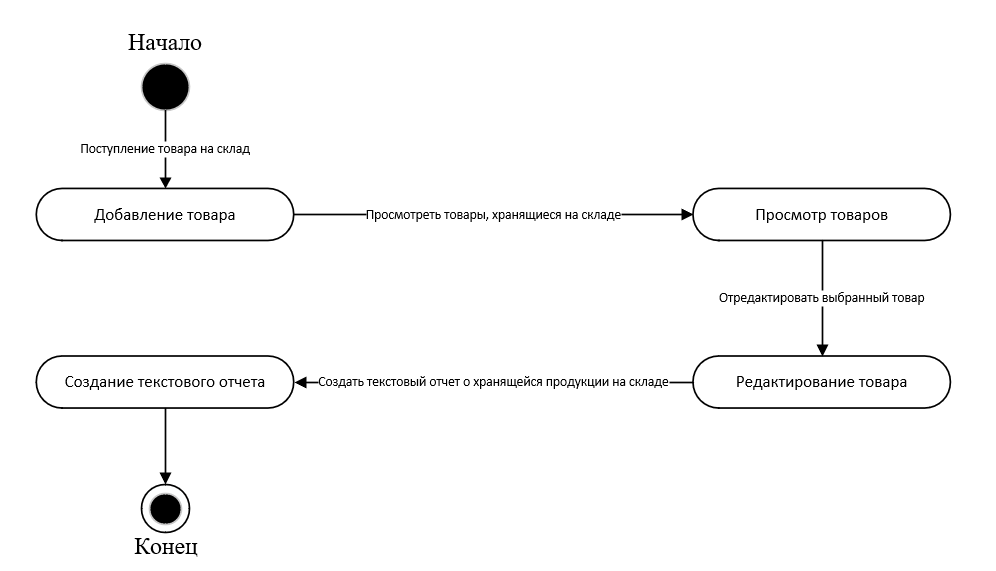 Начало
Поступление товара на склад
Добавление товара
Просмотреть товары, хранящиеся на складе
Просмотр товаров
Отредактировать выбранный товар
Редактирование товара
Создать текстовый отчет о хранящейся продукции на складе
Создание текстового отчета
Конец